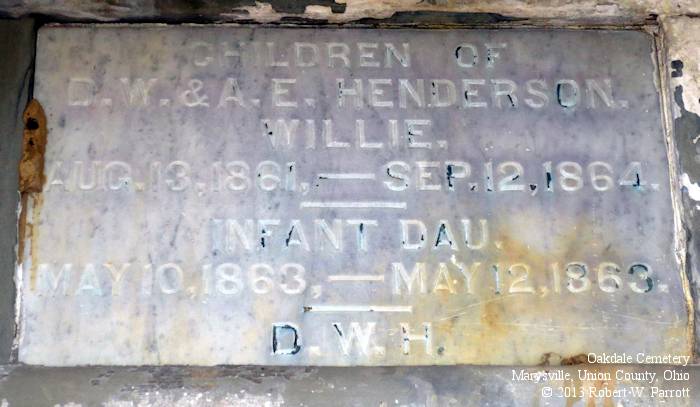 CHILDREN OF
D.W. & A.E. HENDERSON.
WILLIE.
AUG. 13, 1861, — SEP. 12, 1864.
INFANT DAU.
MAY 10, 1863, — MAY 12, 1863.
D.W.H.
Oakdale Cemetery
Marysville, Union County, Ohio
© 2013 Robert W. Parrott